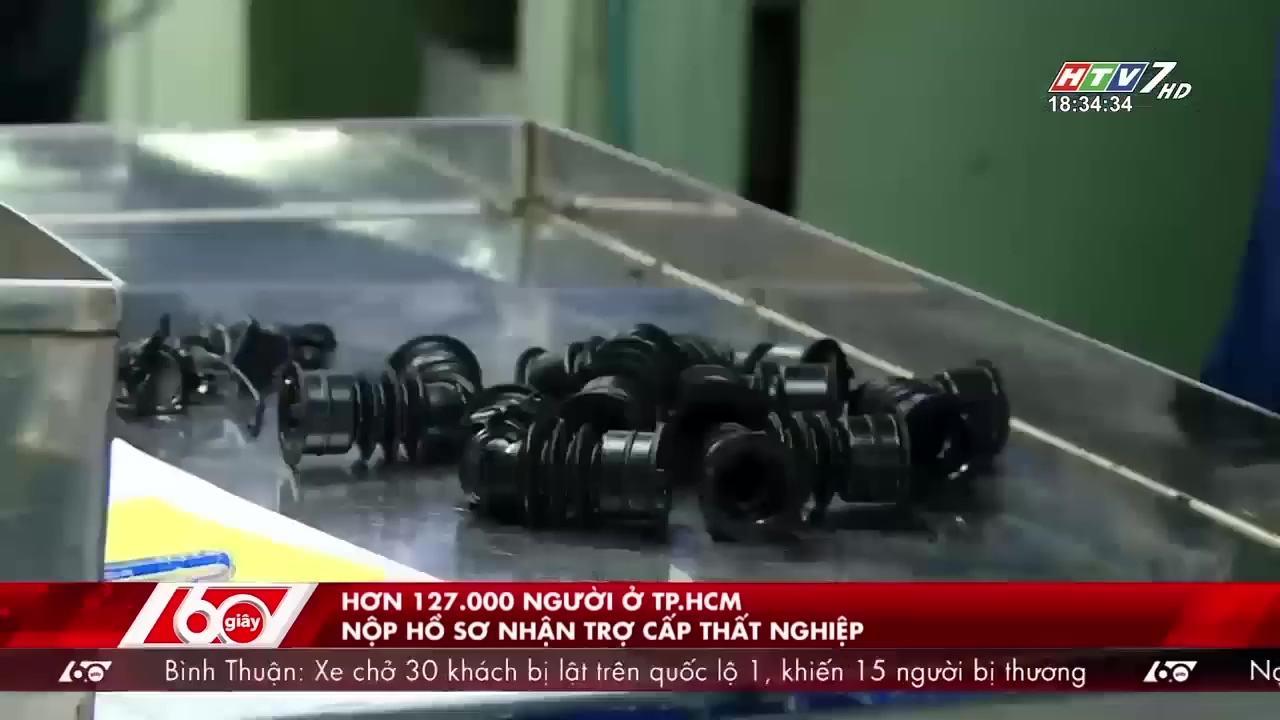 HTV7 HD
18:34:34
60 giây
HƠN 127.000 NGƯỜI Ở TP.HCM
NỘP HỒ SƠ NHẬN TRỢ CẤP THẤT NGHIỆP
60 giây Bình Thuận: Xe chở 30 khách bị lật trên quốc lộ 1, khiến 15 người bị thương 60 giây